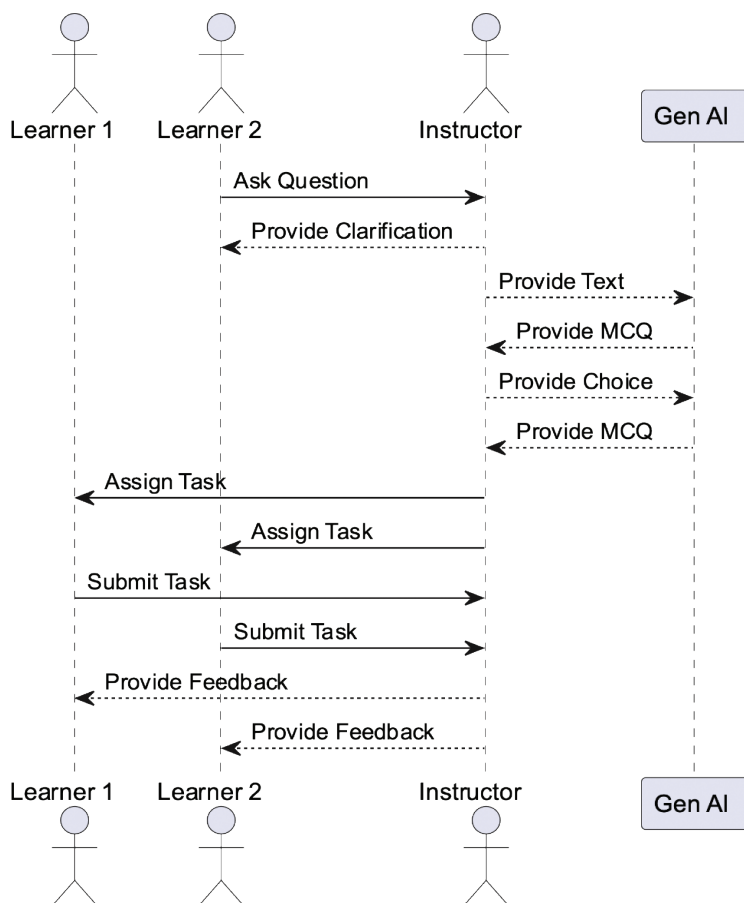 Learner 1
Learner 2
Instructor
Gen AI
Ask Question
Provide Clarification
Provide Text
Provide MCQ
Provide Choice
Provide MCQ
Assign Task
Assign Task
Submit Task
Submit Task
Provide Feedback
Provide Feedback
Learner 1
Learner 2
Instructor
Gen AI